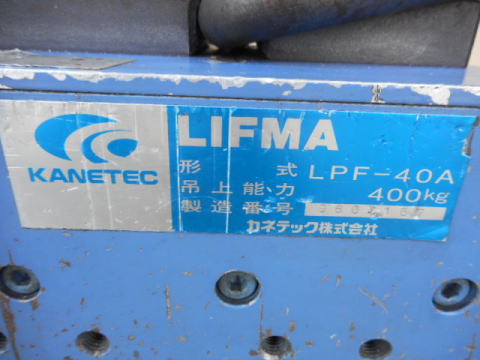 LIFMA
KANETEC
形式 LPF-40A
吊上能力 400kg
製造番号
カネテック株式会社